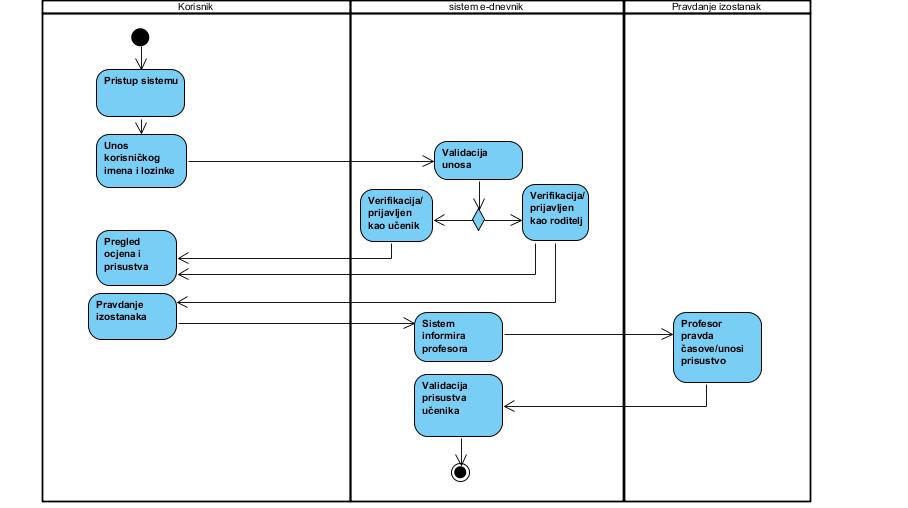 Korisnik
sistem e-dnevnik
Pravdanje izostanak
Pristup sistemu
Unos
korisničkog
imena i lozinke
Validacija
unosa
Verifikacija/
prijavljen
kao učenik
Verifikacija/
prijavljen
kao roditelj
Pregled
ocjena i
prisustva
Pravdanje
izostanaka
Sistem
informira
profesora
Profesor
pravda
časove/unosi
prisustvo
Validacija
prisustva
učenika